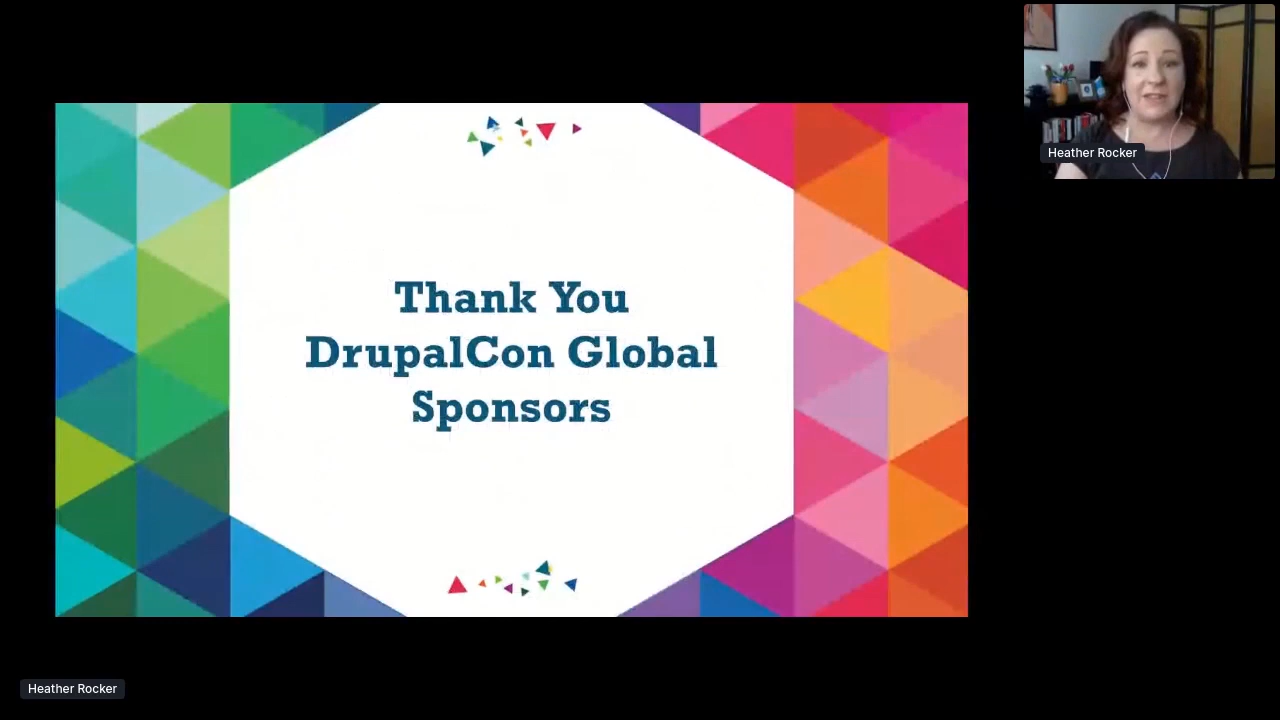 Thank You
DrupalCon Global
Sponsors
Heather Rocker
Heather Rocker